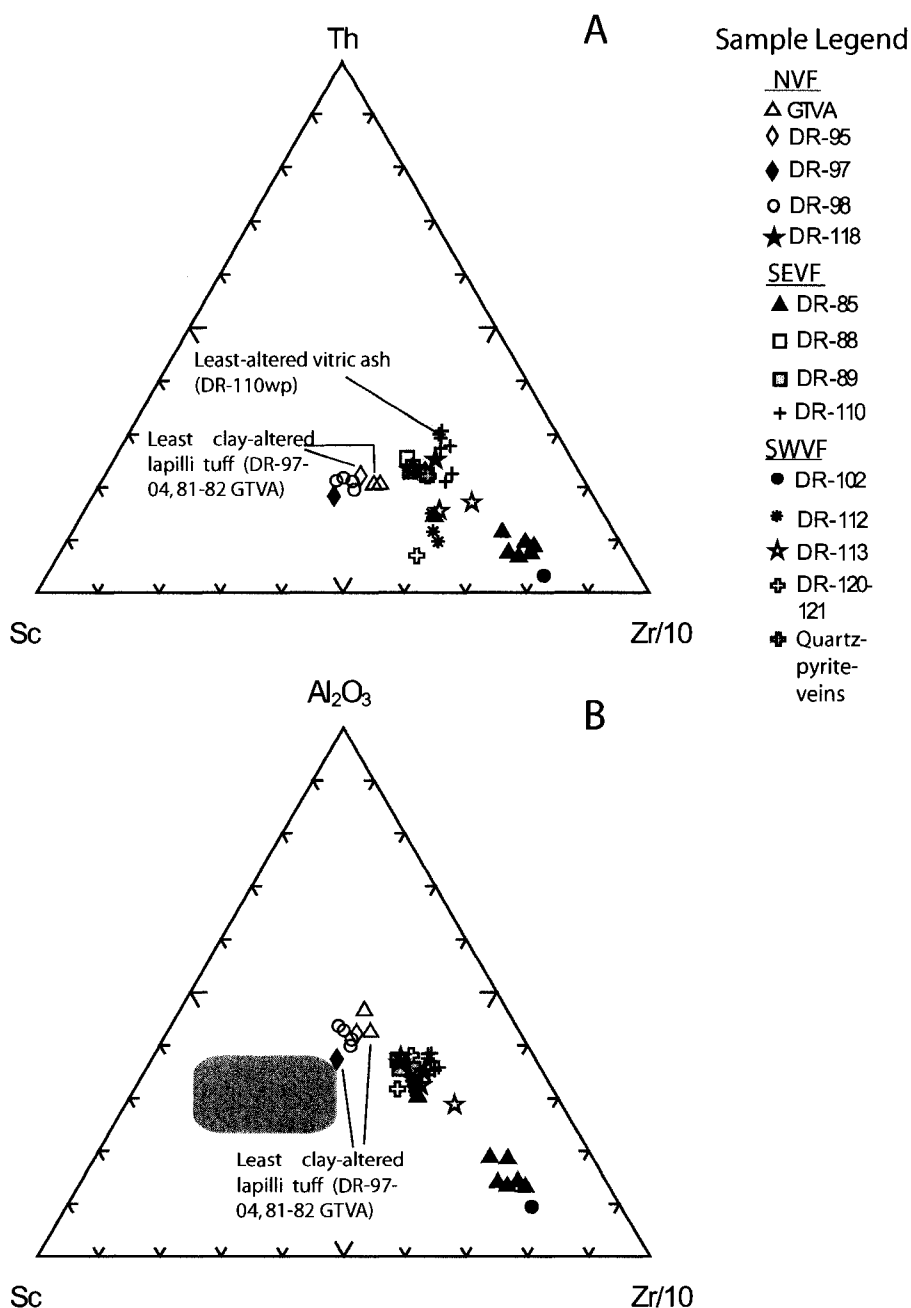 Th
A
Least-altered vitric ash
(DR-110wp)
Least clay-altered
lapilli tuff (DR-97-
04, 81-82 GTVA)
Sc
Zr/10
Sample Legend
NVF
GTVA
DR-95
DR-97
DR-98
DR-118
SEVF
DR-85
DR-88
DR-89
DR-110
SWVF
DR-102
DR-112
DR-113
DR-120-
121
Quartz-
pyrite-
veins
Al₂O₃
B
Least clay-altered
lapilli tuff (DR-97-
04, 81-82 GTVA)
Sc
Zr/10